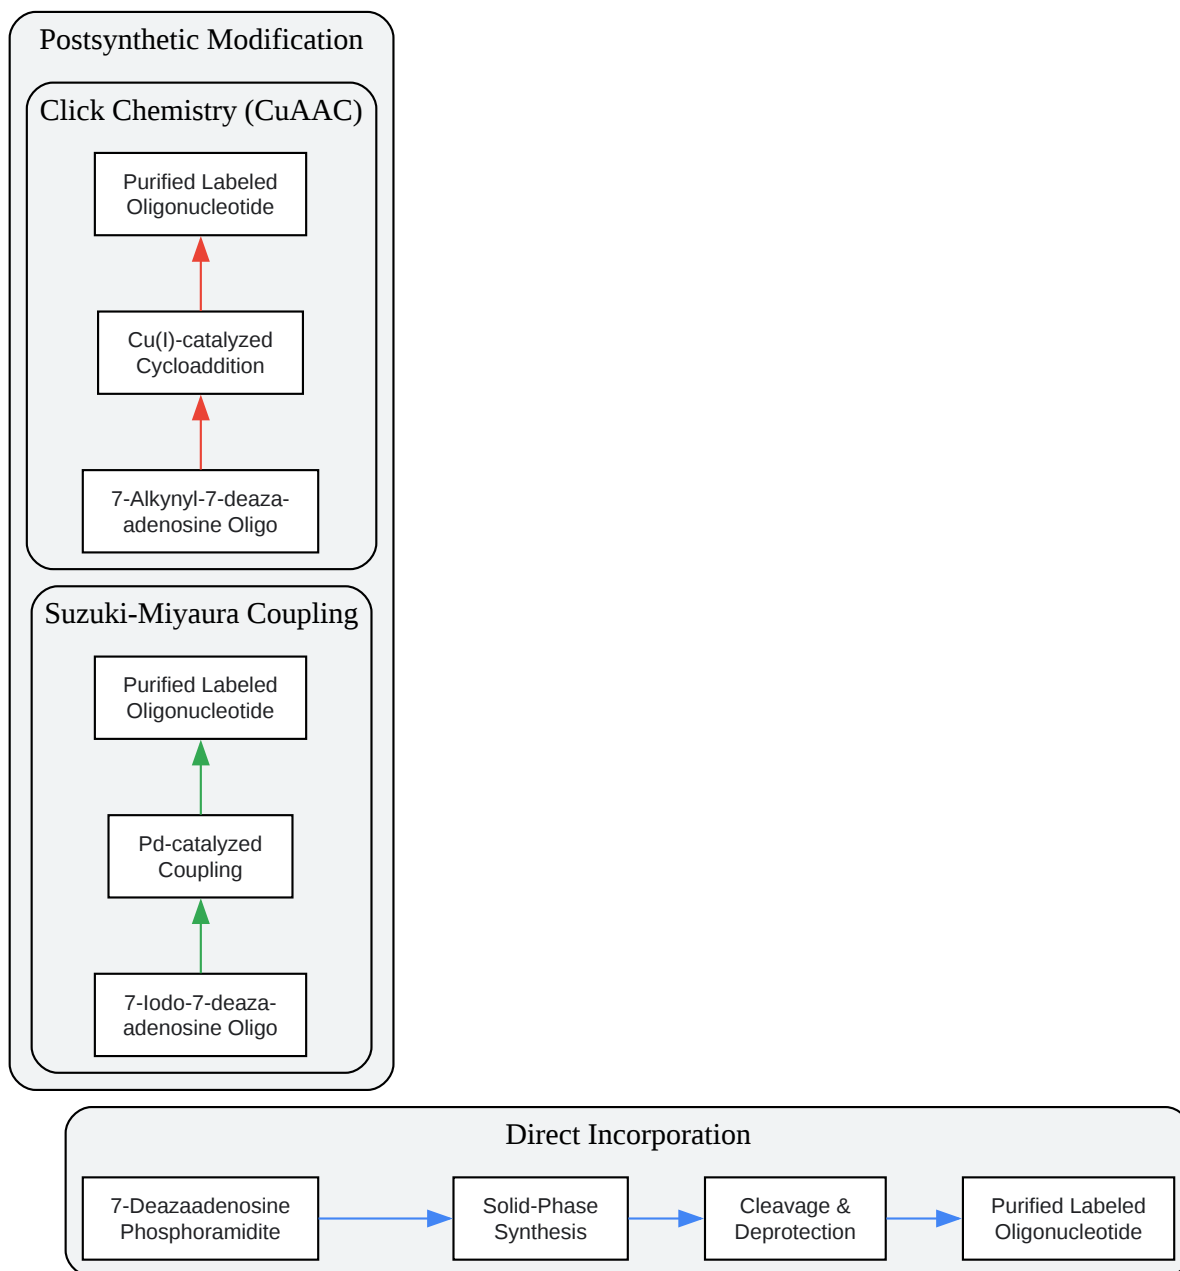 Postsynthetic Modification
Click Chemistry (CuAAC)
Purified Labeled
Oligonucleotide
Cu(I)-catalyzed
Cycloaddition
7-Alkynyl-7-deaza-
adenosine Oligo
Suzuki-Miyaura Coupling
Purified Labeled
Oligonucleotide
Pd-catalyzed
Coupling
7-Iodo-7-deaza-
adenosine Oligo
Direct Incorporation
7-Deazaadenosine
Phosphoramidite
Solid-Phase
Synthesis
Cleavage &
Deprotection
Purified Labeled
Oligonucleotide